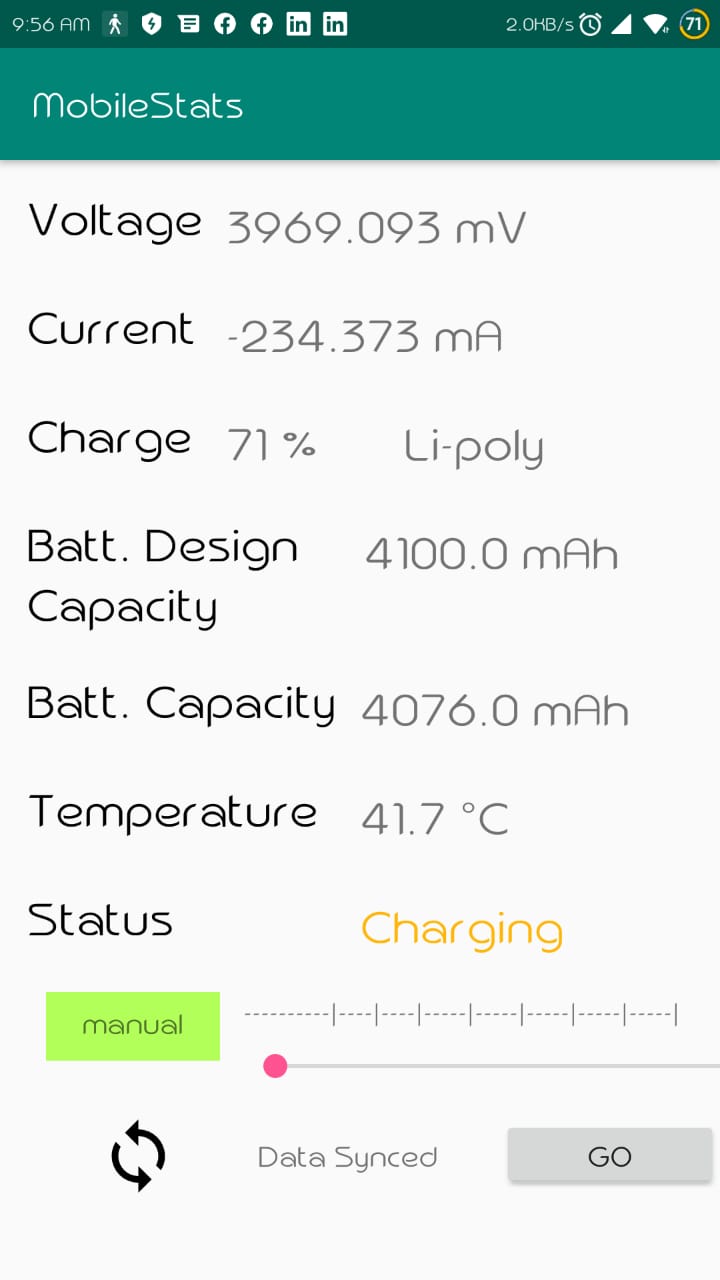 9:56 AM 2.0KB/s 71
MobileStats
Voltage 3969.093 mV
Current -234.373 mA
Charge 71 % Li-poly
Batt. Design 4100.0 mAh
Capacity
Batt. Capacity 4076.0 mAh
Temperature 41.7 °C
Status Charging
manual ----------|----|----|-----|-----|-----|-----|-----|
Data Synced GO